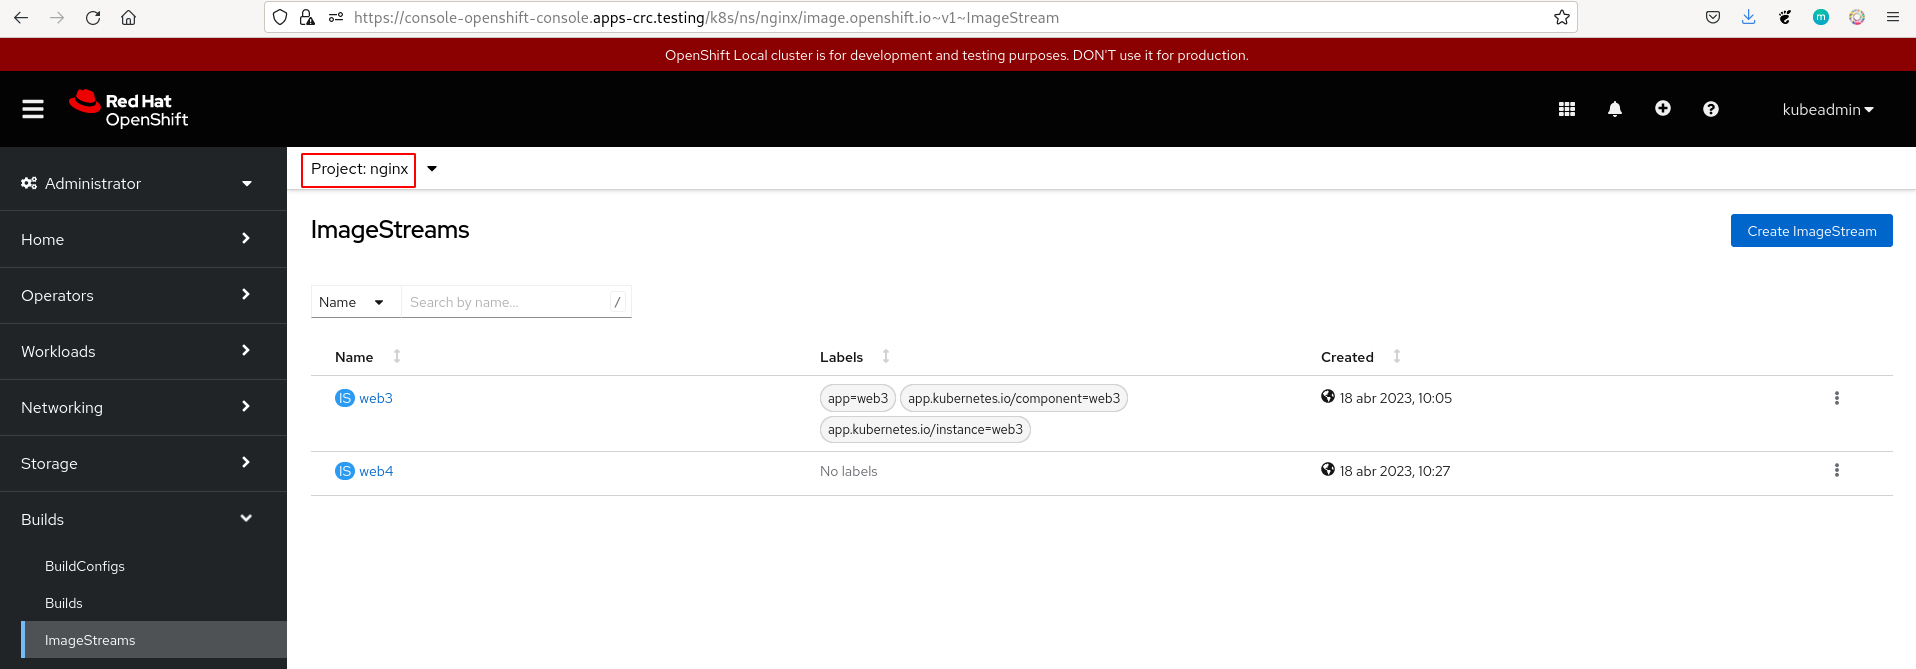 https://console-openshift-console.apps-crc.testing/k8s/ns/nginx/image.openshift.io~v1~ImageStream
m
OpenShift Local cluster is for development and testing purposes. DON'T use it for production.
Red Hat
OpenShift
kubeadmin
Administrator
Home
Operators
Workloads
Networking
Storage
Builds
BuildConfigs
Builds
ImageStreams
Project: nginx
ImageStreams
Create ImageStream
Name
Search by name...
/
Name Labels Created
IS web3 app=web3 app.kubernetes.io/component=web3 18 abr 2023, 10:05
app.kubernetes.io/instance=web3
IS web4 No labels 18 abr 2023, 10:27